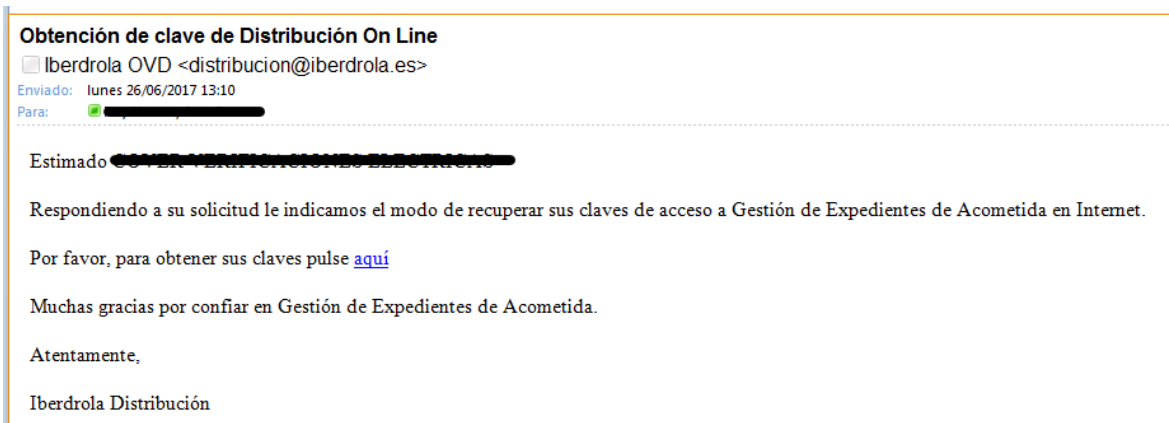 Obtención de clave de Distribución On Line
Iberdrola OVD <distribucion@iberdrola.es>
Enviado: lunes 26/06/2017 13:10
Para:
Estimado
Respondiendo a su solicitud le indicamos el modo de recuperar sus claves de acceso a Gestión de Expedientes de Acometida en Internet.
Por favor, para obtener sus claves pulse aquí
Muchas gracias por confiar en Gestión de Expedientes de Acometida.
Atentamente,
Iberdrola Distribución